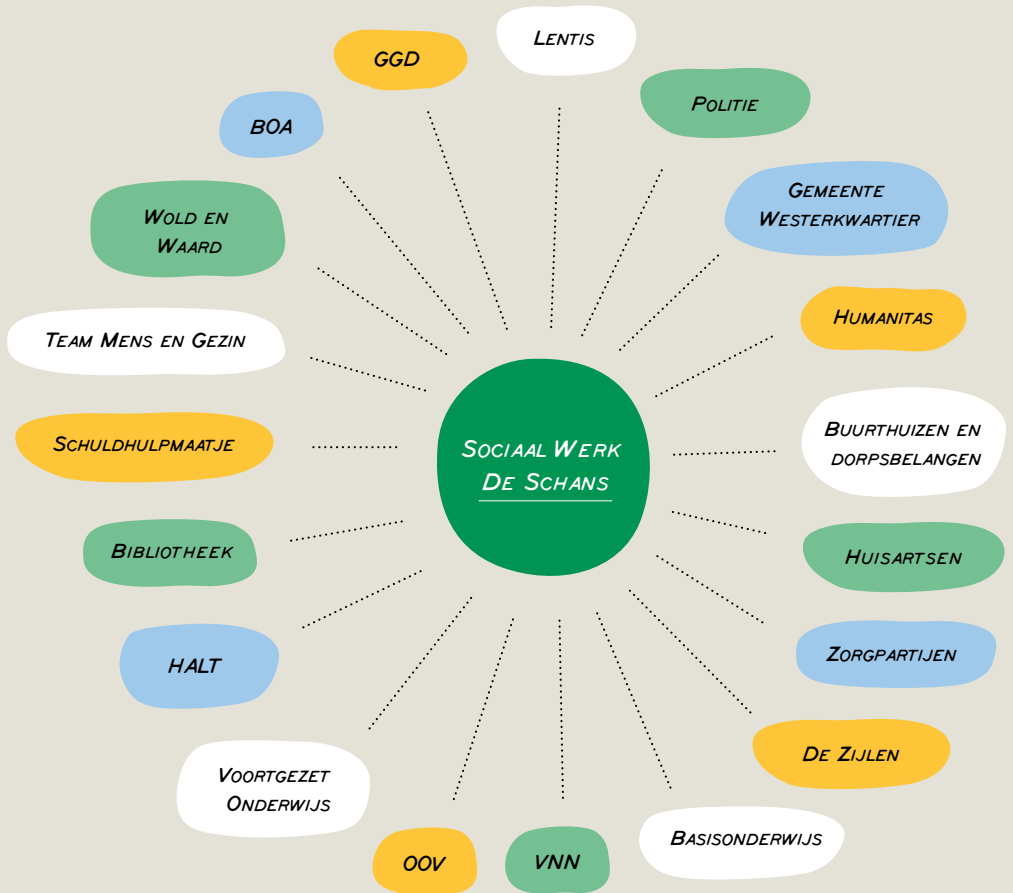 Lentis
GGD
Politie
BOA
Gemeente
Westerkwartier
Wold en
Waard
Humanitas
Team Mens en Gezin
Buurthuizen en
dorpsbelangen
Schuldhulpmaatje
Sociaal Werk
De Schans
Bibliotheek
Huisartsen
HALT
Zorgpartijen
De Zijlen
Voortgezet
Onderwijs
Basisonderwijs
OOV
VNN